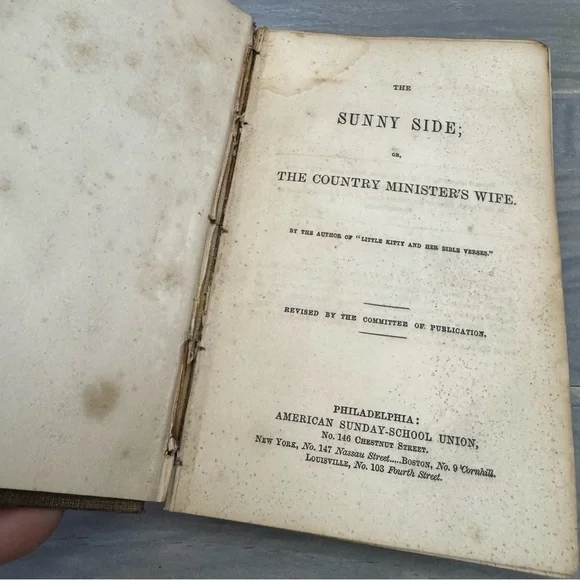 THE
SUNNY SIDE;
OR,
THE COUNTRY MINISTER'S WIFE.
BY THE AUTHOR OF "LITTLE KITTY AND HER BIBLE VERSES."
REVISED BY THE COMMITTEE OF PUBLICATION.
PHILADELPHIA:
AMERICAN SUNDAY-SCHOOL UNION,
No. 146 CHESTNUT STREET.
NEW YORK, No. 147 Nassau Street.....BOSTON, No. 9 Cornhill.
LOUISVILLE, No. 103 Fourth Street.